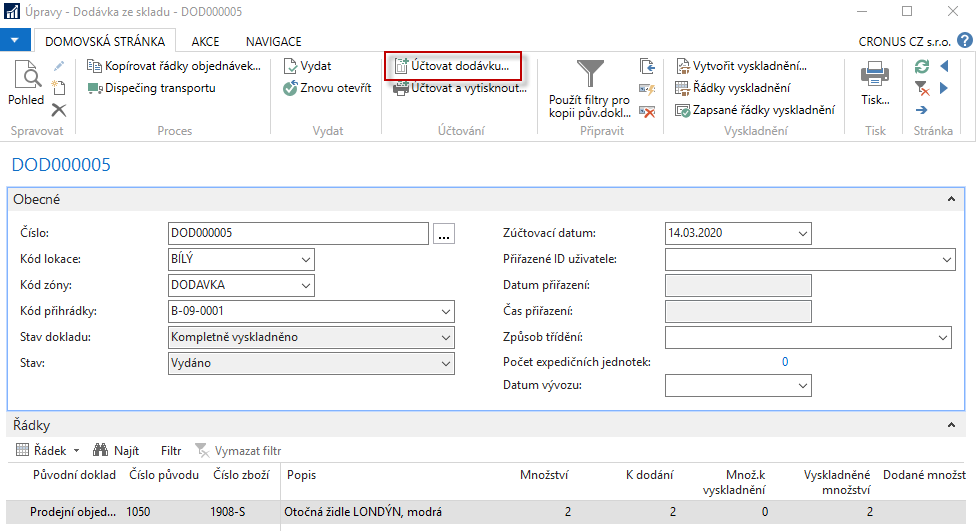 Úpravy - Dodávka ze skladu - DOD000005
DOMOVSKÁ STRÁNKA AKCE NAVIGACE CRONUS CZ s.r.o. ?
Pohled
Kopírovat řádky objednávek...
Dispečing transportu
Vydat
Znovu otevřít
Účtovat dodávku...
Účtovat a vytisknout...
Použít filtry pro
kopii pův.dokl...
Vytvořit vyskladnění...
Řádky vyskladnění
Zapsané řádky vyskladnění
Tisk...
Spravovat Proces Vydat Účtování Připravit Vyskladnění Tisk Stránka
DOD000005
Obecné
Číslo: DOD000005 ...
Kód lokace: BÍLÝ
Kód zóny: DODAVKA
Kód přihrádky: B-09-0001
Stav dokladu: Kompletně vyskladněno
Stav: Vydáno
Zúčtovací datum: 14.03.2020
Přiřazené ID uživatele:
Datum přiřazení:
Čas přiřazení:
Způsob třídění:
Počet expedičních jednotek: 0
Datum vývozu:
Řádky
Řádek Najít Filtr Vymazat filtr
Původní doklad Číslo původu Číslo zboží Popis Množství K dodání Množ.k vyskladnění Vyskladněné množství Dodané množst
Prodejní objed... 1050 1908-S Otočná židle LONDÝN, modrá 2 2 0 2